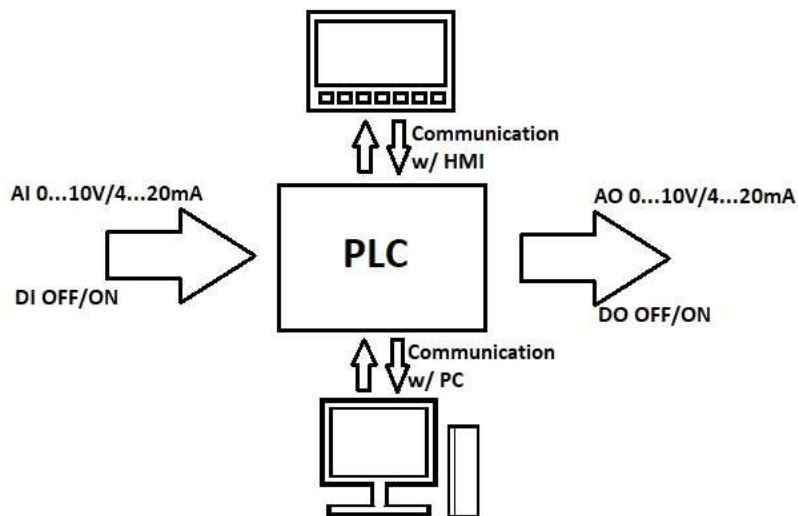 Communication
w/ HMI
AI 0...10V/4...20mA
AO 0...10V/4...20mA
PLC
DI OFF/ON
DO OFF/ON
Communication
w/ PC